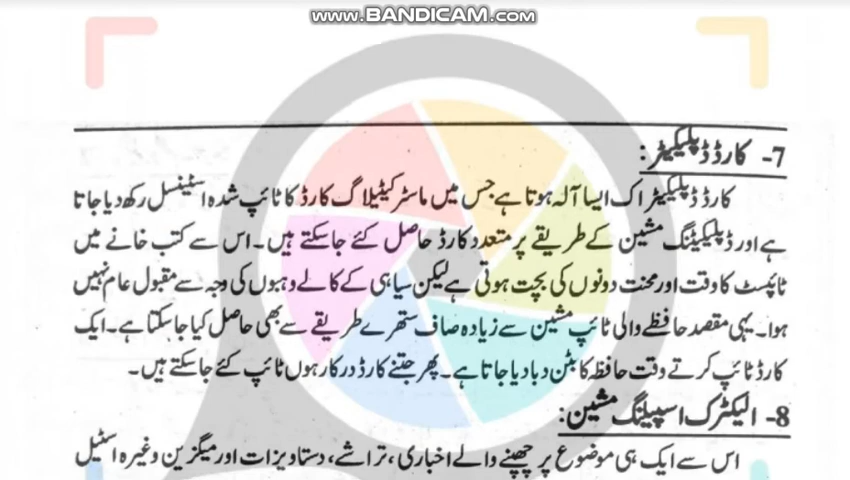 WWW.BANDICAM.COM
7- کارڈ ڈپلیکیٹر:
کارڈ ڈپلیکیٹر اک ایسا آلہ ہوتا ہے جس میں ماسٹر کیٹیلاگ کارڈ کا ٹائپ شدہ اسٹینسل رکھ دیا جاتا
ہے اور ڈپلیکیٹنگ مشین کے طریقے پر متعدد کارڈ حاصل کئے جاسکتے ہیں۔ اس سے کتب خانے میں
ٹائپسٹ کا وقت اور محنت دونوں کی بچت ہوتی ہے لیکن سیاہی کے کالے دھبوں کی وجہ سے مقبول عام نہیں
ہوا۔ یہی مقصد حافظے والی ٹائپ مشین سے زیادہ صاف ستھرے طریقے سے بھی حاصل کیا جاسکتا ہے۔ ایک
کارڈ ٹائپ کرتے وقت حافظہ کا بٹن دبا دیا جاتا ہے۔ پھر جتنے کارڈ درکار ہوں ٹائپ کئے جاسکتے ہیں۔
8- الیکٹرک اسپیلنگ مشین:
اس سے ایک ہی موضوع پر چھپنے والے اخباری، تراشے، دستاویزات اور میگزین وغیرہ اسٹیل